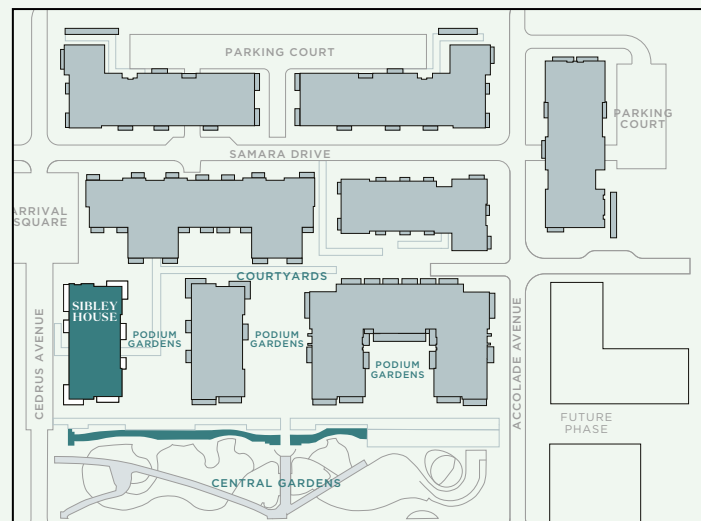 PARKING COURT
PARKING
COURT
SAMARA DRIVE
ARRIVAL
SQUARE
COURTYARDS
SIBLEY
HOUSE
PODIUM
GARDENS
PODIUM
GARDENS
PODIUM
GARDENS
CEDRUS AVENUE
ACCOLADE AVENUE
FUTURE
PHASE
CENTRAL GARDENS